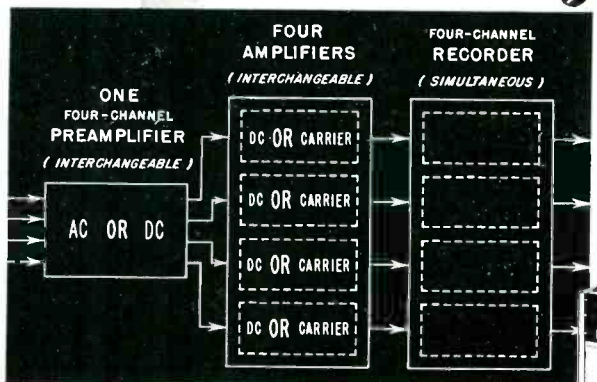 ONE
FOUR-CHANNEL
PREAMPLIFIER
( INTERCHANGEABLE )
AC OR DC
FOUR
AMPLIFIERS
( INTERCHANGEABLE )
DC OR CARRIER
DC OR CARRIER
DC OR CARRIER
DC OR CARRIER
FOUR-CHANNEL
RECORDER
( SIMULTANEOUS )